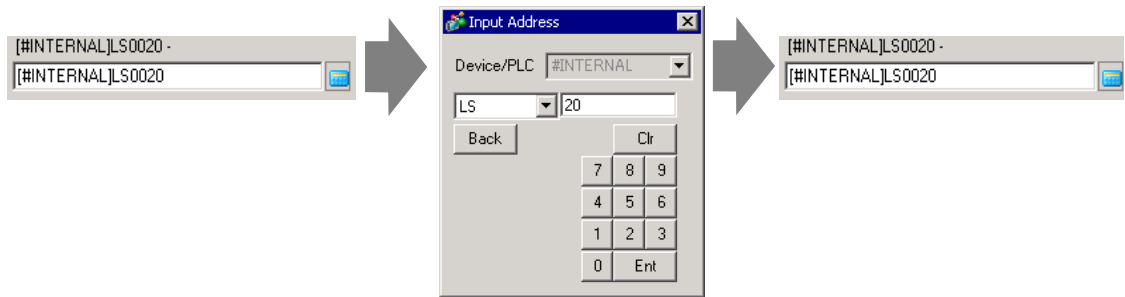 [#INTERNAL]LS0020 -
[#INTERNAL]LS0020
Input Address
Device/PLC #INTERNAL
LS 20
Back Clr
7 8 9
4 5 6
1 2 3
0 Ent
[#INTERNAL]LS0020 -
[#INTERNAL]LS0020